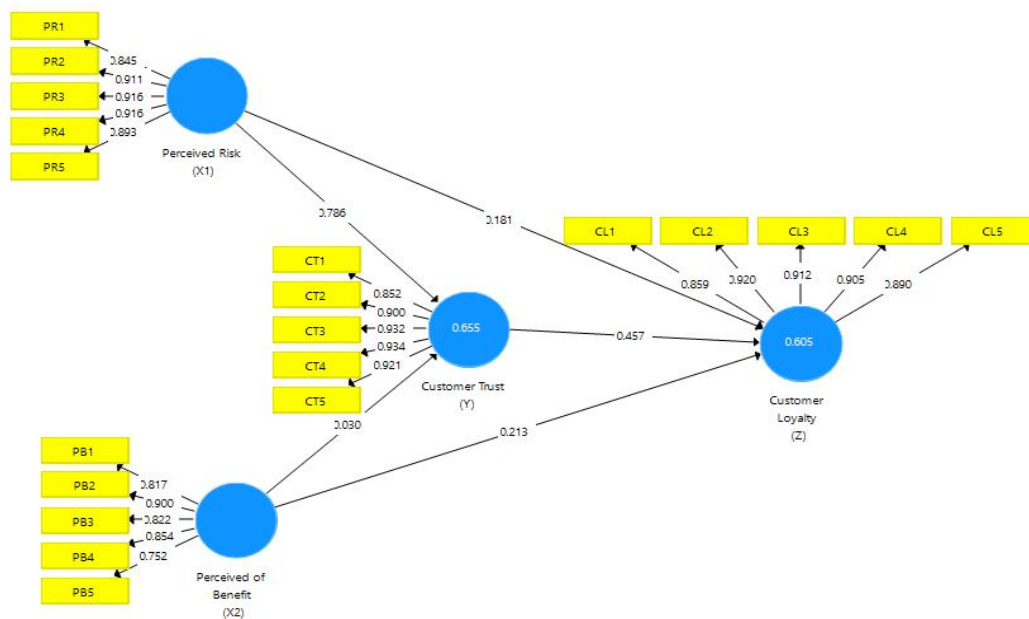 PR1
PR2
PR3
PR4
PR5
0.845
0.911
0.916
0.916
0.893
Perceived Risk
(X1)
0.786
0.181
CL1
CL2
CL3
CL4
CL5
0.859
0.920
0.912
0.905
0.890
CT1
CT2
CT3
CT4
CT5
0.852
0.900
0.932
0.934
0.921
0.655
Customer Trust
(Y)
0.457
0.605
Customer
Loyalty
(Z)
0.030
0.213
PB1
PB2
PB3
PB4
PB5
0.817
0.900
0.822
0.854
0.752
Perceived of
Benefit
(X2)